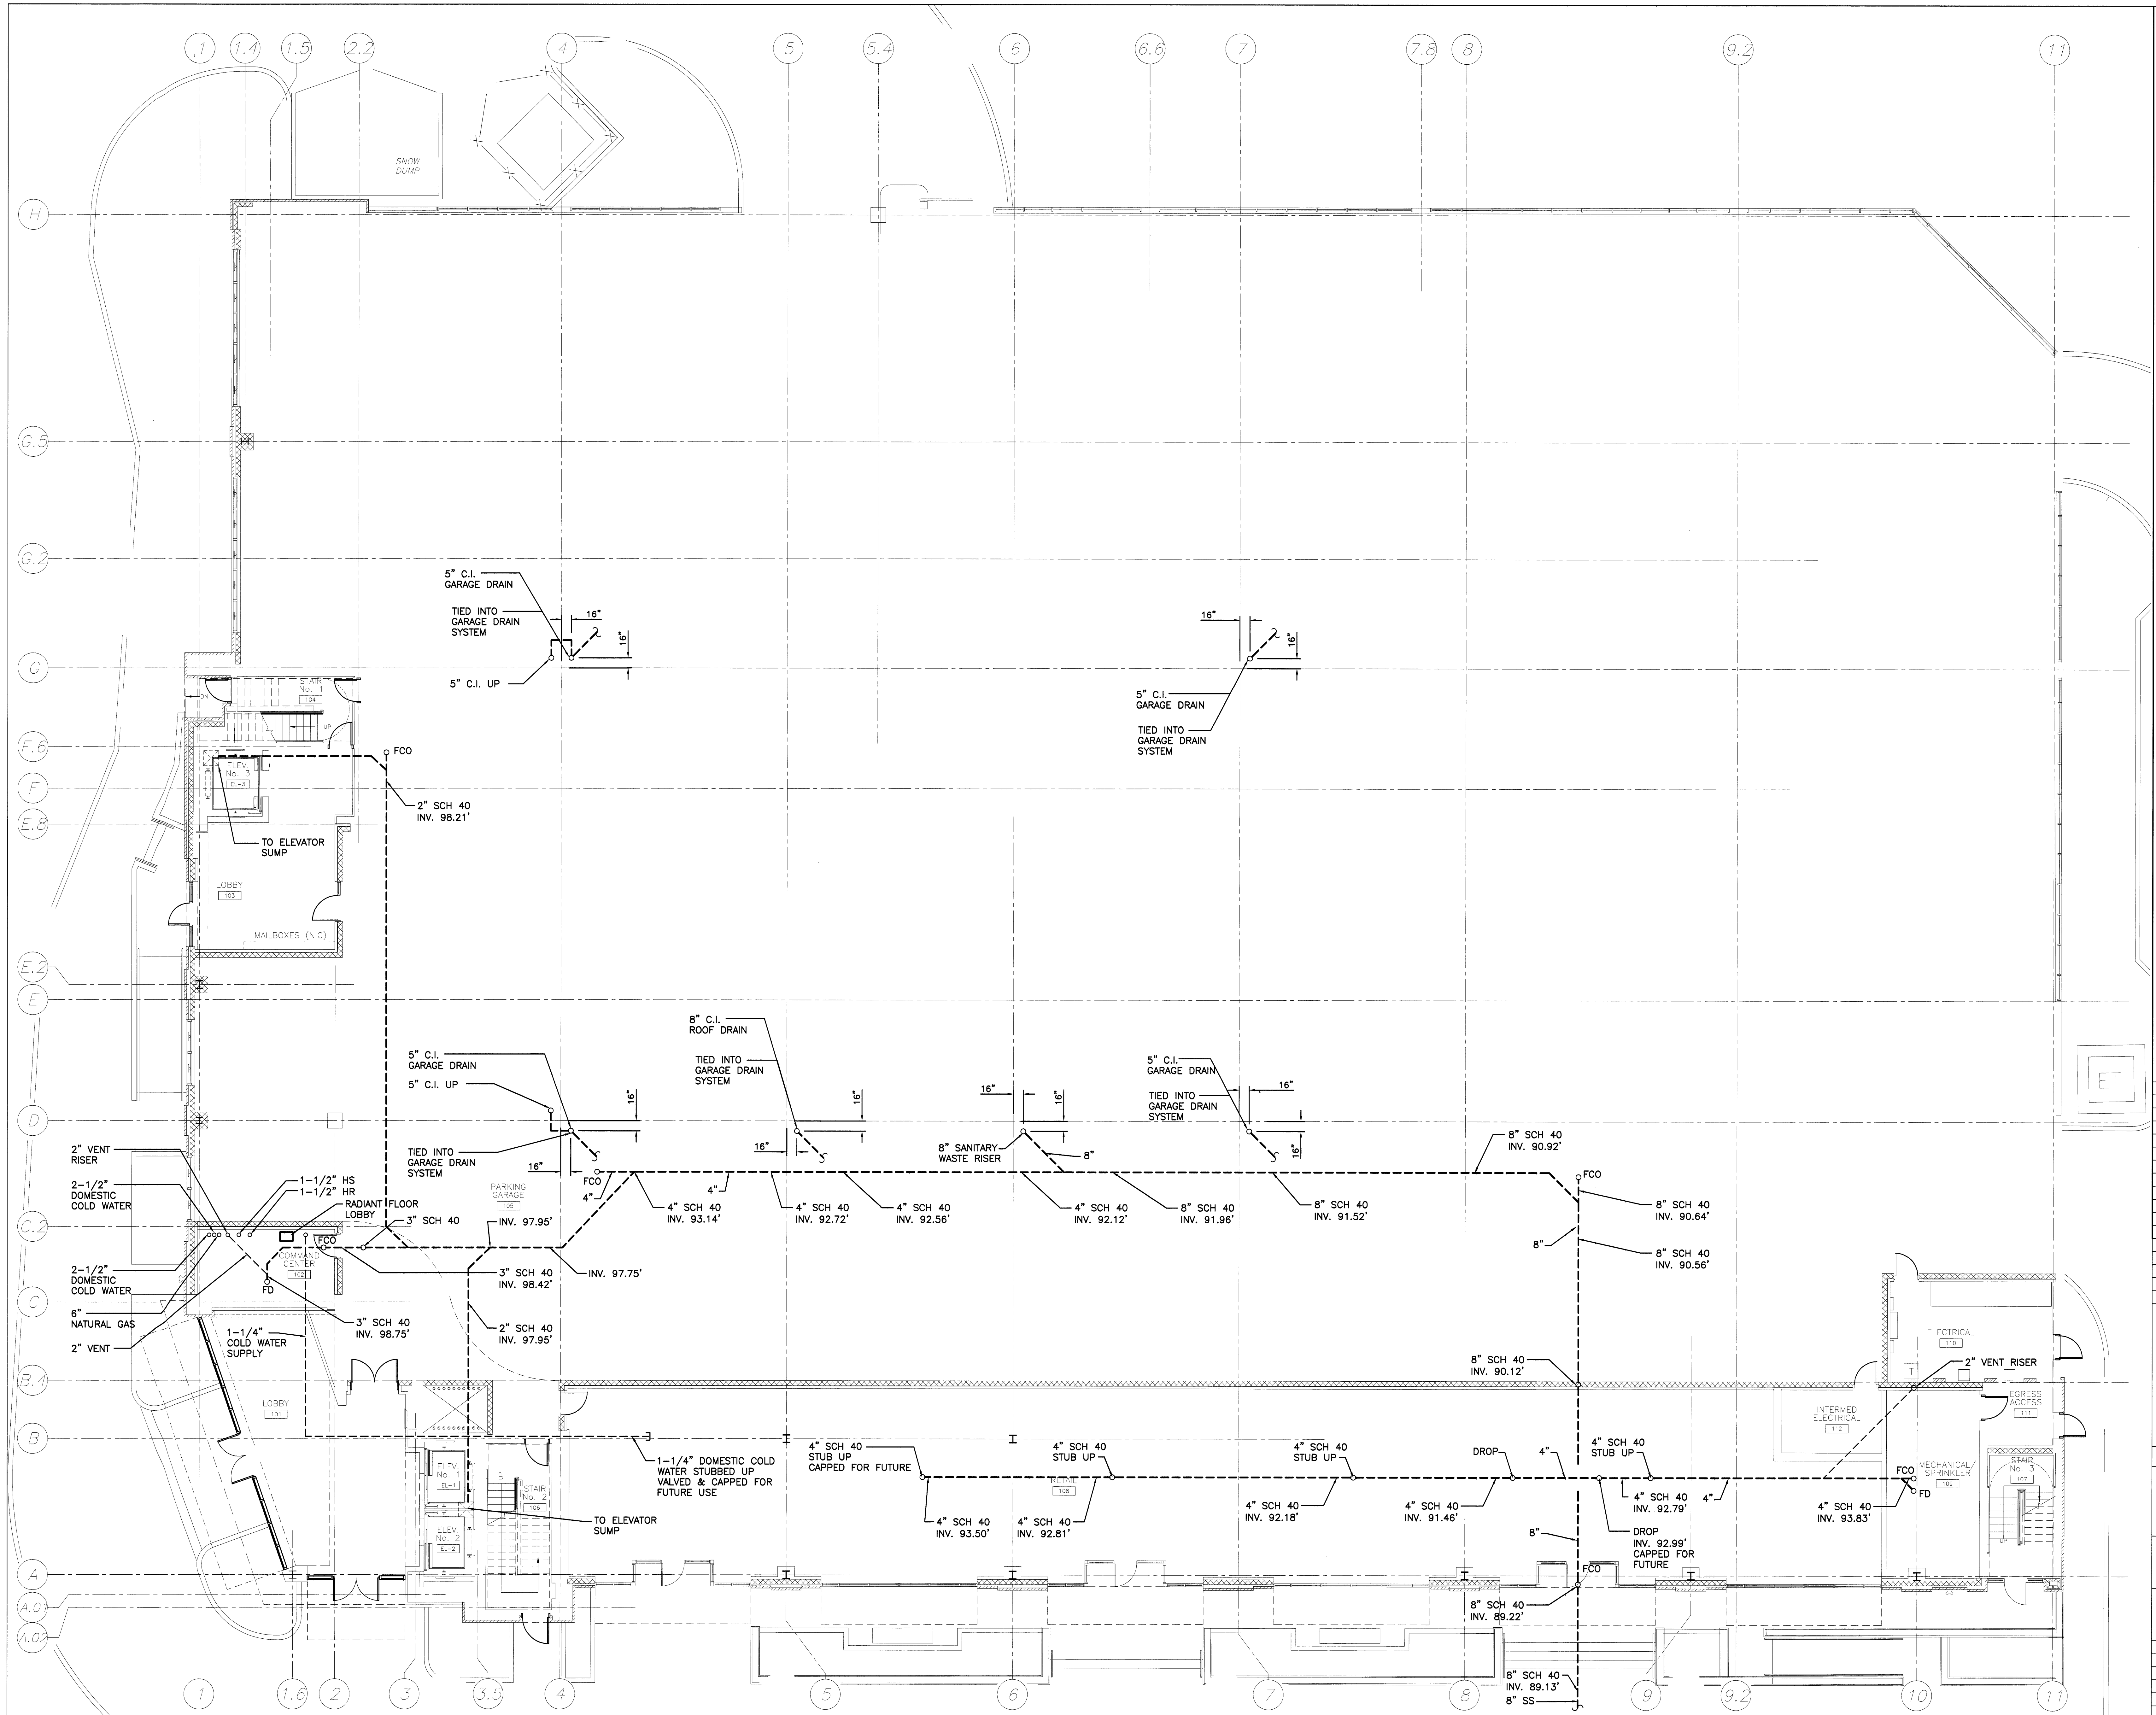 1
1.4
1.5
2.2
4
5
5.4
6
6.6
7
7.8
8
9.2
11
SNOW
DUMP
H
G.5
G.2
5" C.I.
GARAGE DRAIN
TIED INTO
GARAGE DRAIN
SYSTEM
16"
16"
5" C.I. UP
16"
16"
5" C.I.
GARAGE DRAIN
TIED INTO
GARAGE DRAIN
SYSTEM
G
DN
STAIR
No. 1
104
UP
F.6
FCO
ELEV.
No. 3
EL-3
F
2" SCH 40
INV. 98.21'
E.8
TO ELEVATOR
SUMP
LOBBY
103
MAILBOXES (NIC)
E.2
E
8" C.I.
ROOF DRAIN
TIED INTO
GARAGE DRAIN
SYSTEM
5" C.I.
GARAGE DRAIN
5" C.I. UP
16"
16"
16"
16"
5" C.I.
GARAGE DRAIN
TIED INTO
GARAGE DRAIN
SYSTEM
16"
16"
ET
D
TIED INTO
GARAGE DRAIN
SYSTEM
16"
16"
8" SANITARY
WASTE RISER
8"
8" SCH 40
INV. 90.92'
2" VENT
RISER
2-1/2"
DOMESTIC
COLD WATER
1-1/2" HS
1-1/2" HR
RADIANT FLOOR
LOBBY
3" SCH 40
PARKING
GARAGE
105
FCO
4"
4"
FCO
4" SCH 40
INV. 93.14'
4" SCH 40
INV. 92.72'
4" SCH 40
INV. 92.56'
4" SCH 40
INV. 92.12'
8" SCH 40
INV. 91.96'
8" SCH 40
INV. 91.52'
8" SCH 40
INV. 90.64'
C.2
INV. 97.95'
FCO
COMMAND
CENTER
102
8"
8" SCH 40
INV. 90.56'
2-1/2"
DOMESTIC
COLD WATER
FD
3" SCH 40
INV. 98.42'
INV. 97.75'
C
6"
NATURAL GAS
2" VENT
1-1/4"
COLD WATER
SUPPLY
3" SCH 40
INV. 98.75'
2" SCH 40
INV. 97.95'
ELECTRICAL
110
T
2" VENT RISER
8" SCH 40
INV. 90.12'
B.4
LOBBY
101
INTERMED
ELECTRICAL
112
EGRESS
ACCESS
111
B
ELEV.
No. 1
EL-1
1-1/4" DOMESTIC COLD
WATER STUBBED UP
VALVED & CAPPED FOR
FUTURE USE
4" SCH 40
STUB UP
CAPPED FOR FUTURE
4" SCH 40
STUB UP
4" SCH 40
STUB UP
DROP
4"
4" SCH 40
STUB UP
FCO
MECHANICAL/
SPRINKLER
109
STAIR
No. 3
107
STAIR
No. 2
106
RETAIL
108
4" SCH 40
INV. 92.79'
4"
FD
ELEV.
No. 2
EL-2
TO ELEVATOR
SUMP
4" SCH 40
INV. 93.50'
4" SCH 40
INV. 92.81'
4" SCH 40
INV. 92.18'
4" SCH 40
INV. 91.46'
8"
DROP
INV. 92.99'
CAPPED FOR
FUTURE
4" SCH 40
INV. 93.83'
UP
A
FCO
A.01
A.02
8" SCH 40
INV. 89.22'
8" SCH 40
INV. 89.13'
8" SS
1
1.6
2
3
3.5
4
5
6
7
8
9
9.2
10
11